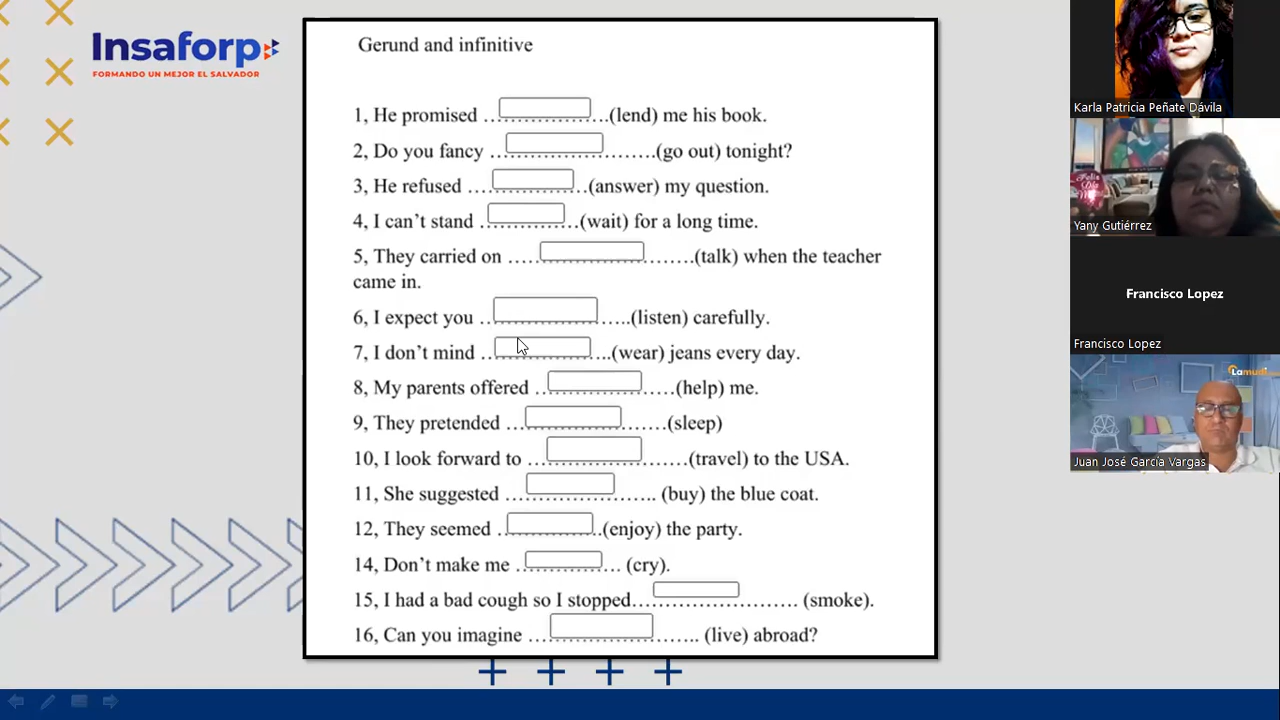 Insaforp
FORMANDO UN MEJOR EL SALVADOR
Gerund and infinitive
1, He promised ……………..(lend) me his book.
2, Do you fancy …………………….(go out) tonight?
3, He refused ……………..(answer) my question.
4, I can’t stand ……………(wait) for a long time.
5, They carried on ……………………….(talk) when the teacher
came in.
6, I expect you …………………..(listen) carefully.
7, I don’t mind ………………..(wear) jeans every day.
8, My parents offered …………………(help) me.
9, They pretended ……………………(sleep)
10, I look forward to ……………………(travel) to the USA.
11, She suggested ………………….. (buy) the blue coat.
12, They seemed ……………..(enjoy) the party.
14, Don’t make me …………… (cry).
15, I had a bad cough so I stopped……………………. (smoke).
16, Can you imagine …………………….. (live) abroad?
Karla Patricia Peñate Dávila
Yany Gutiérrez
Francisco Lopez
Francisco Lopez
Lamudi
Juan José García Vargas